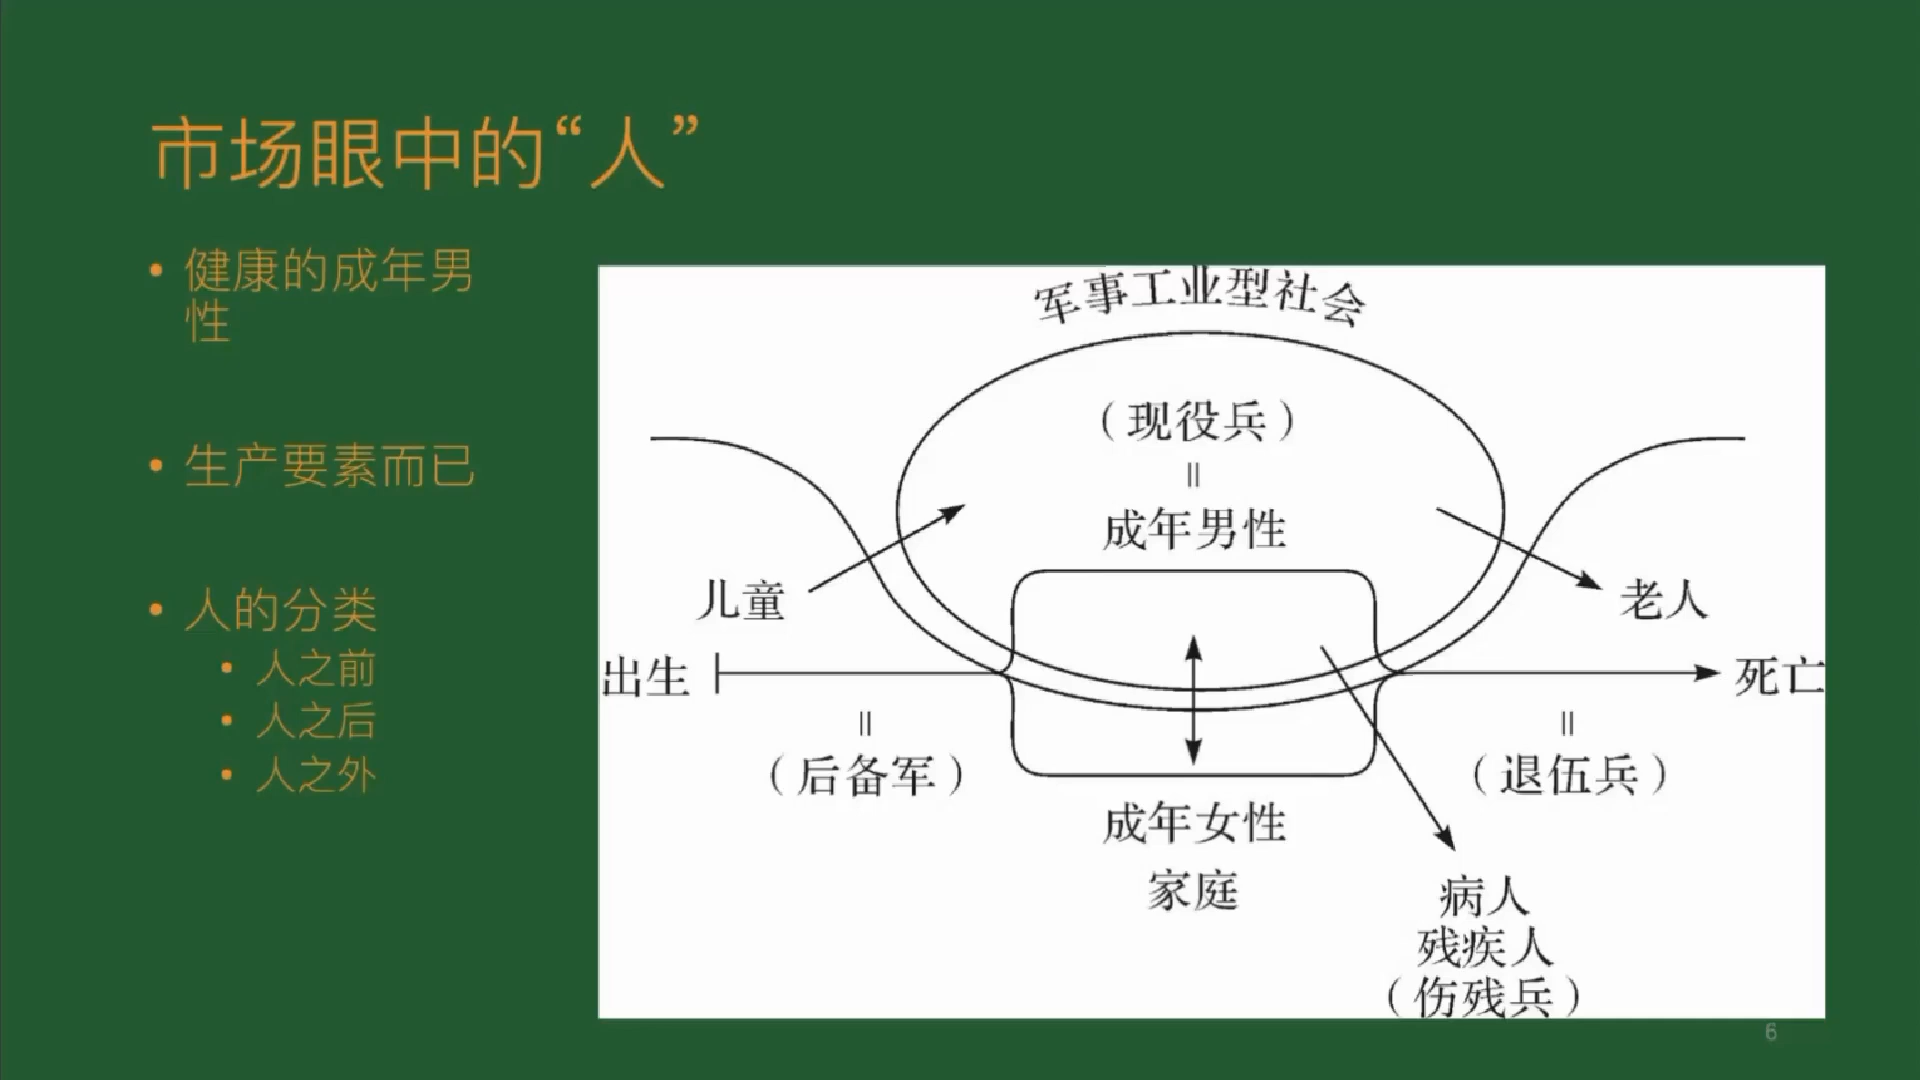 市场眼中的“人”
• 健康的成年男
性
• 生产要素而已
• 人的分类
• 人之前
• 人之后
• 人之外
军事工业型社会
（现役兵）
=
成年男性
儿童
老人
出生
死亡
=
=
（后备军）
（退伍兵）
成年女性
家庭
病人
残疾人
（伤残兵）
6